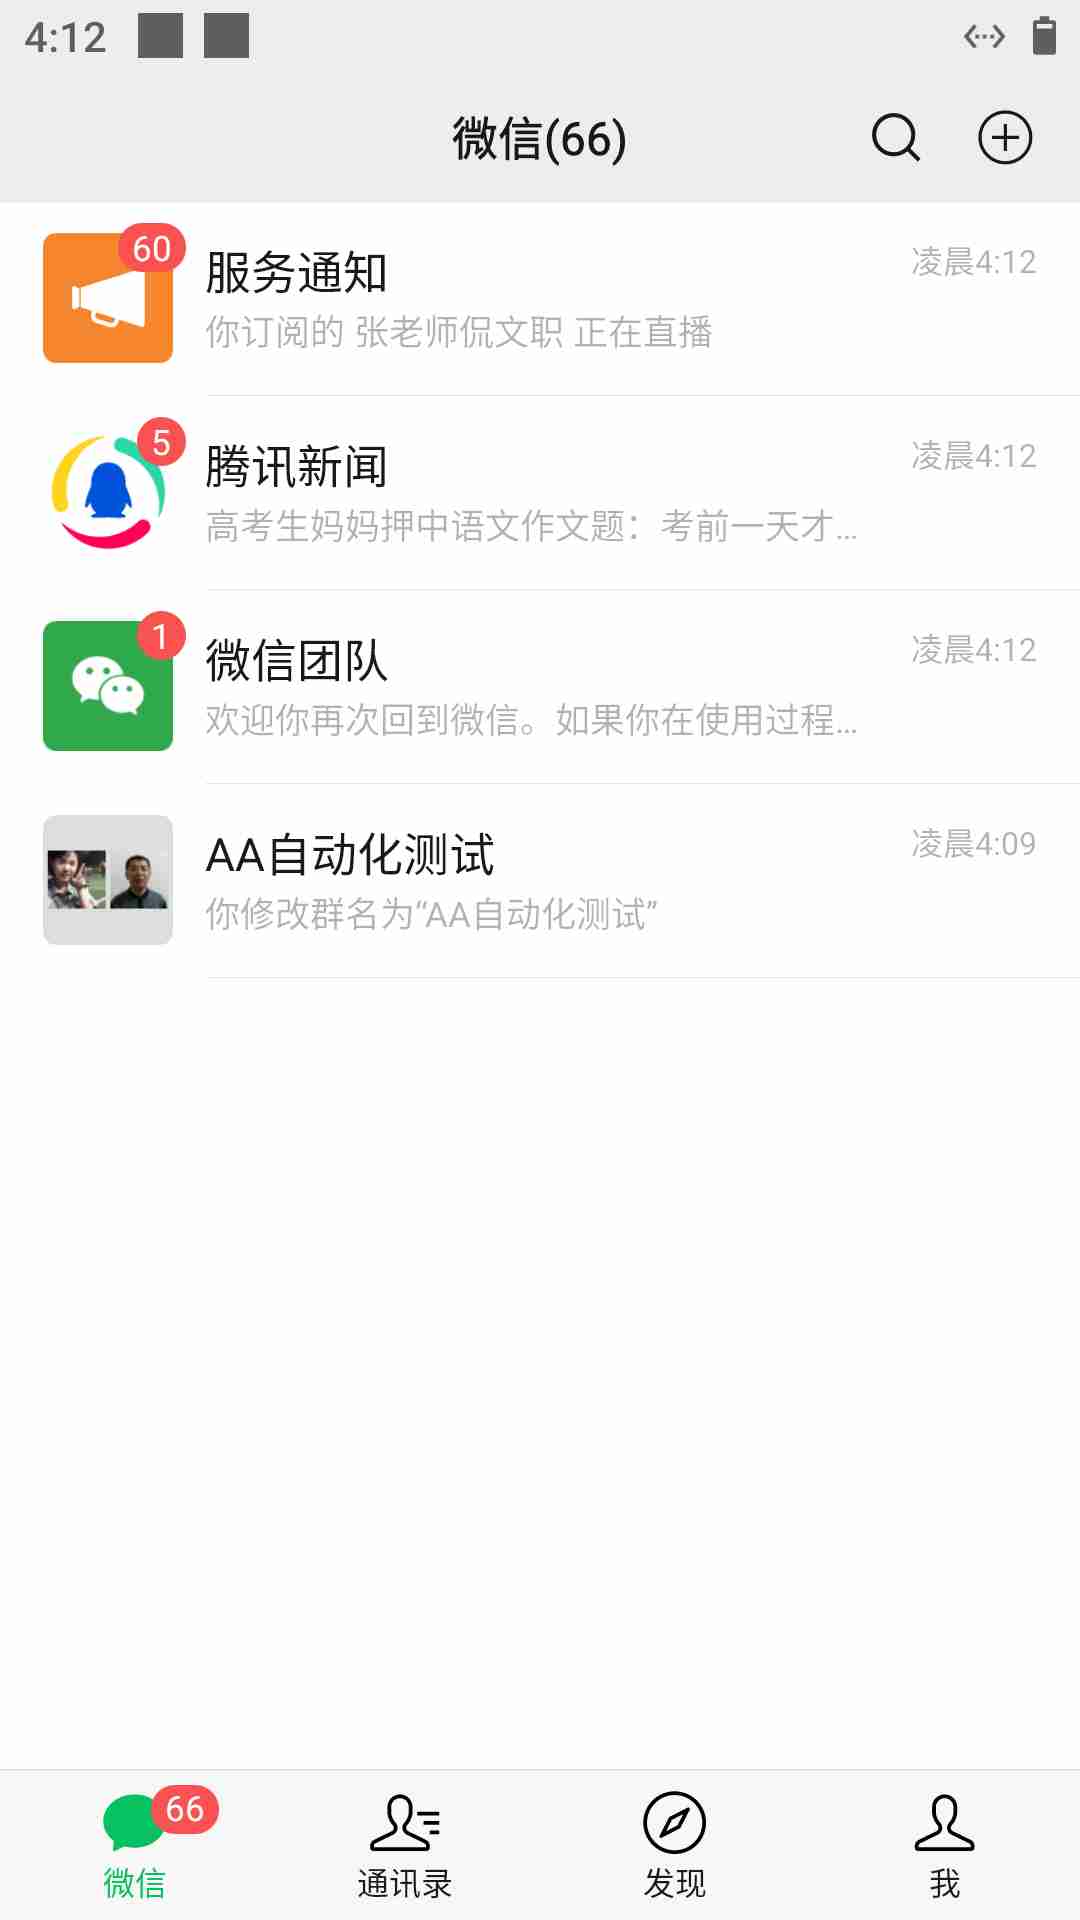 4:12
微信(66)
60
服务通知
凌晨4:12
你订阅的 张老师侃文职 正在直播
5
腾讯新闻
凌晨4:12
高考生妈妈押中语文作文题：考前一天才...
1
微信团队
凌晨4:12
欢迎你再次回到微信。如果你在使用过程...
AA自动化测试
凌晨4:09
你修改群名为“AA自动化测试”
66
微信
通讯录
发现
我